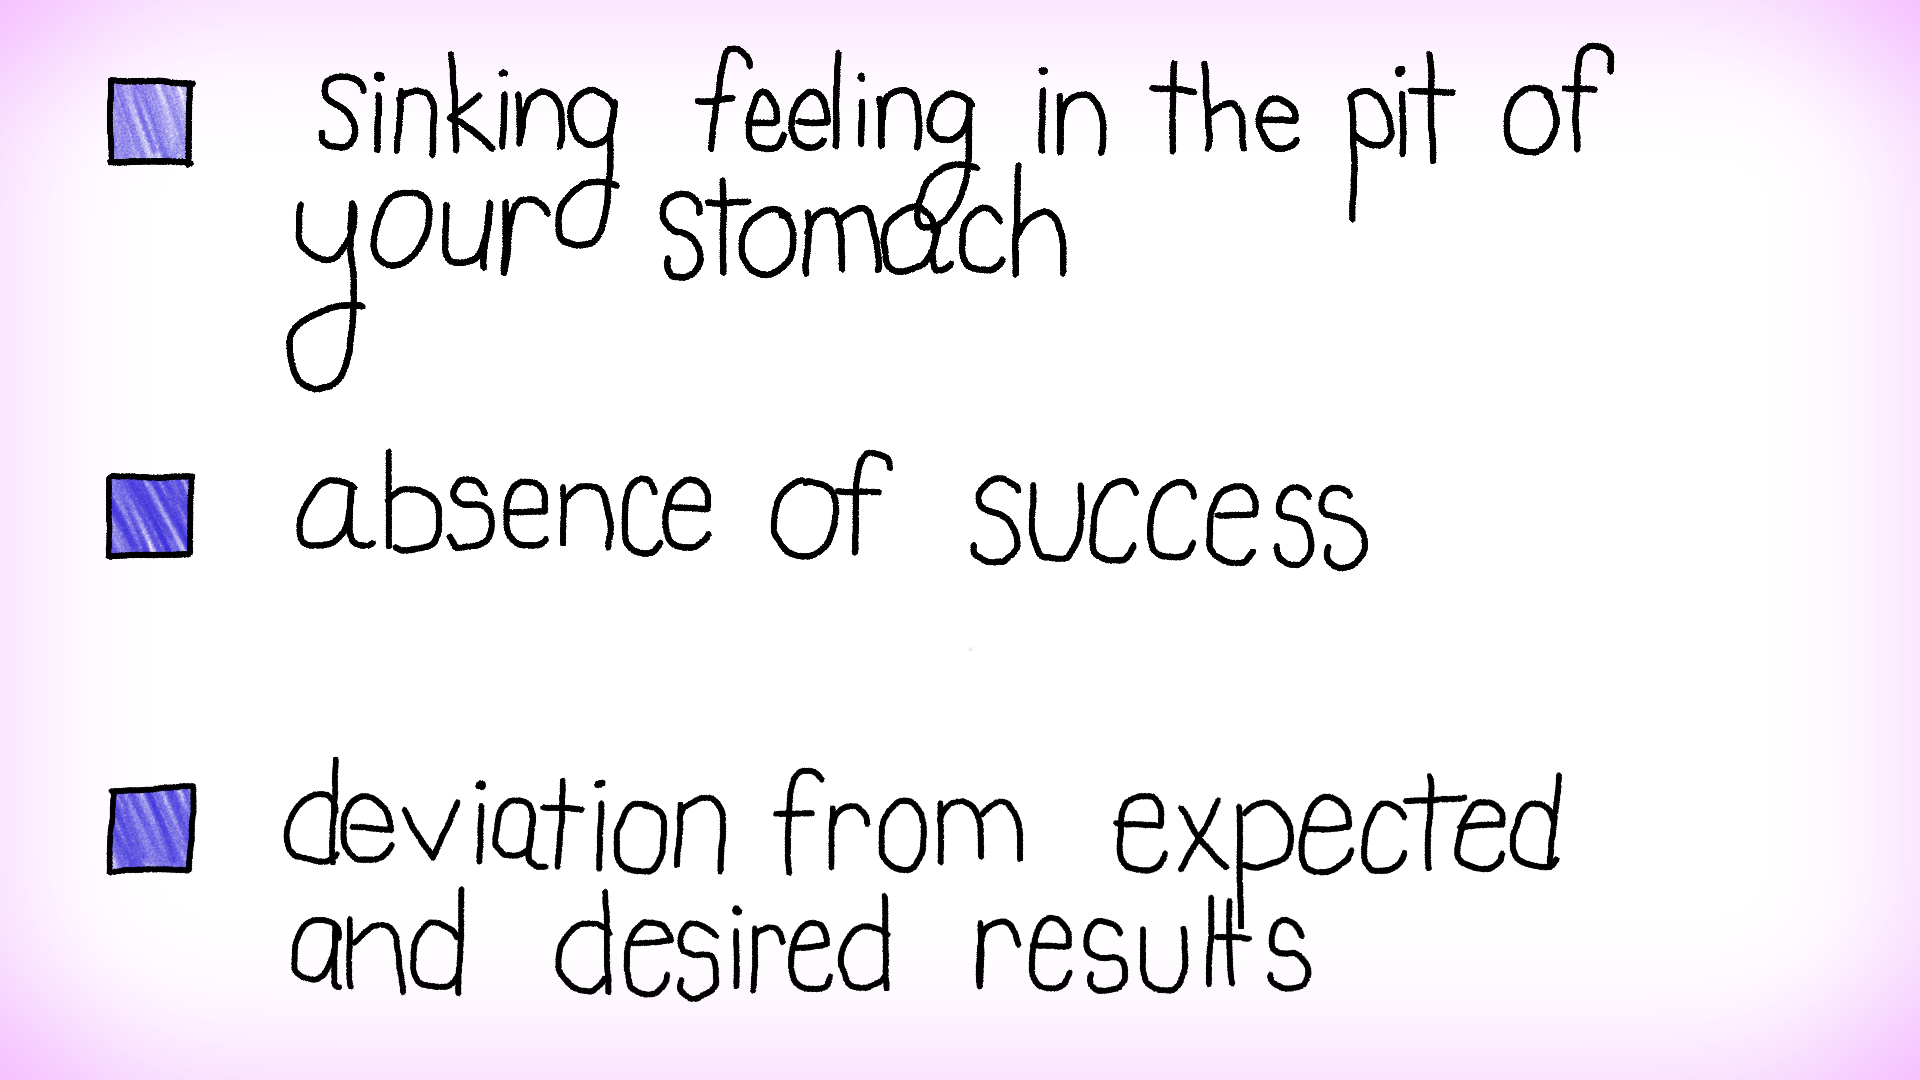 sinking feeling in the pit of
your stomach
absence of success
deviation from expected
and desired results